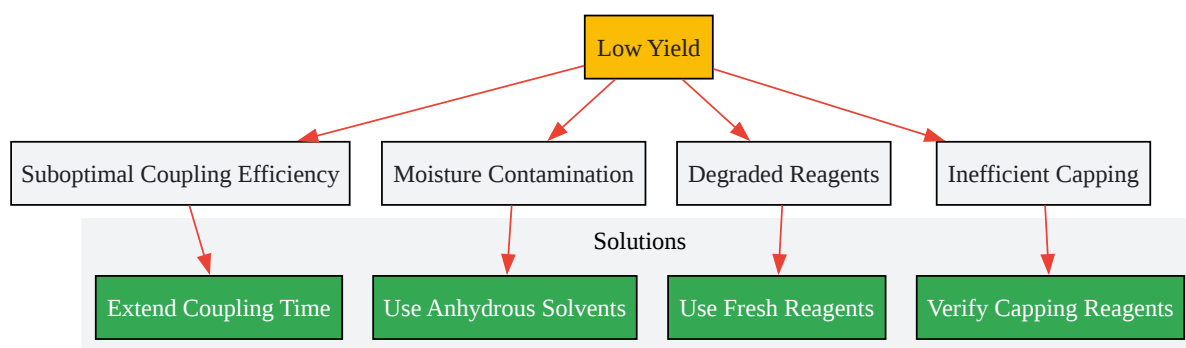 Low Yield
Suboptimal Coupling Efficiency
Moisture Contamination
Degraded Reagents
Inefficient Capping
Solutions
Extend Coupling Time
Use Anhydrous Solvents
Use Fresh Reagents
Verify Capping Reagents